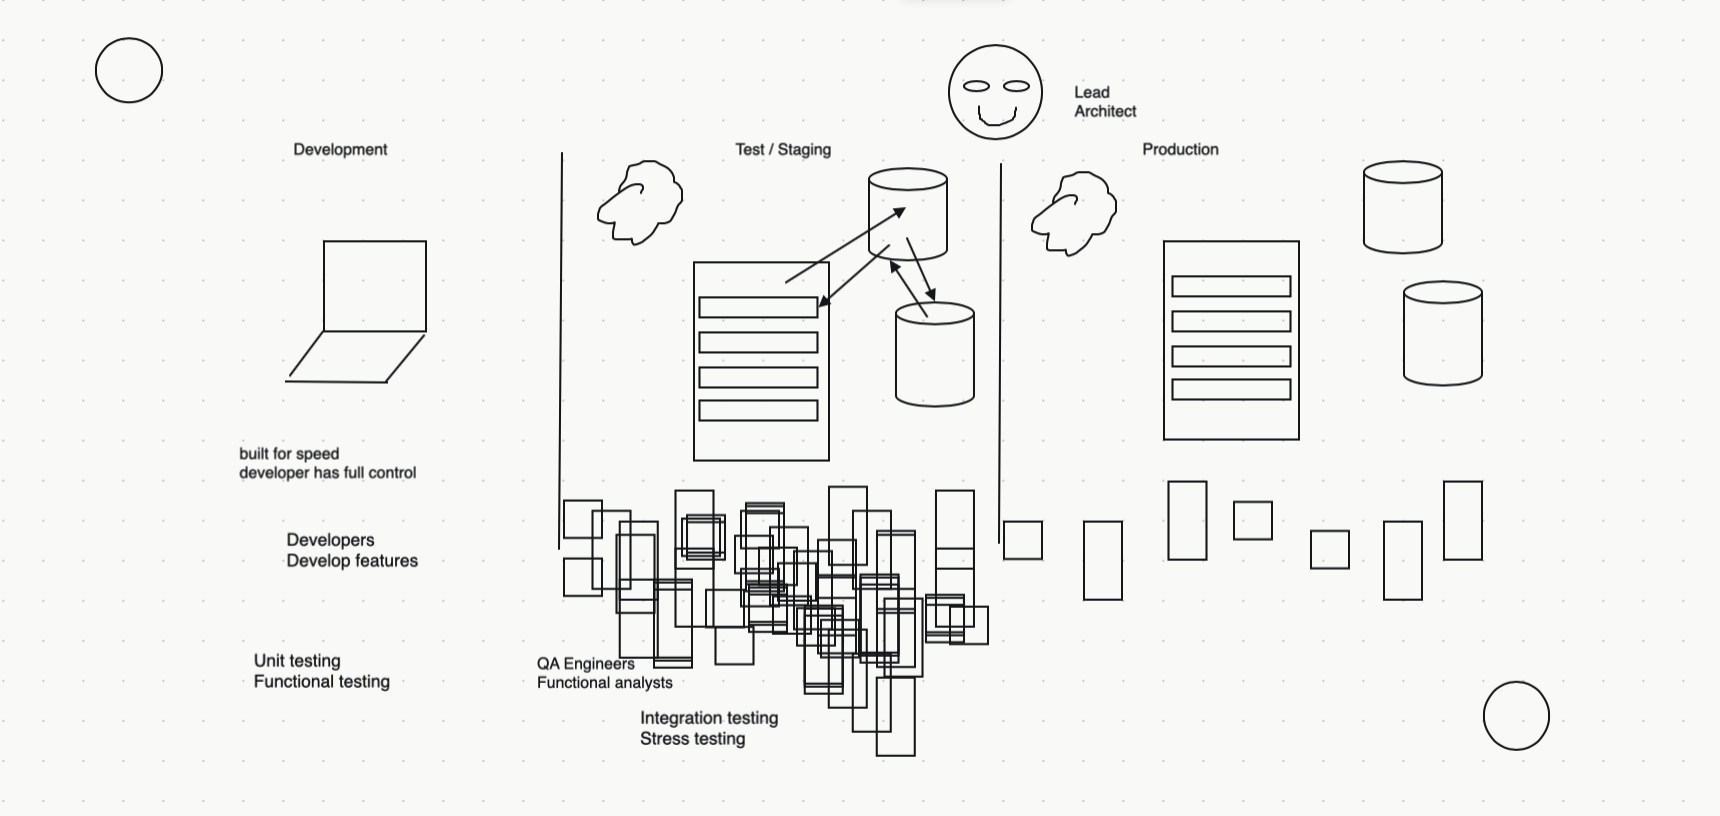 Lead
Architect
Development
Test / Staging
Production
built for speed
developer has full control
Developers
Develop features
Unit testing
Functional testing
QA Engineers
Functional analysts
Integration testing
Stress testing